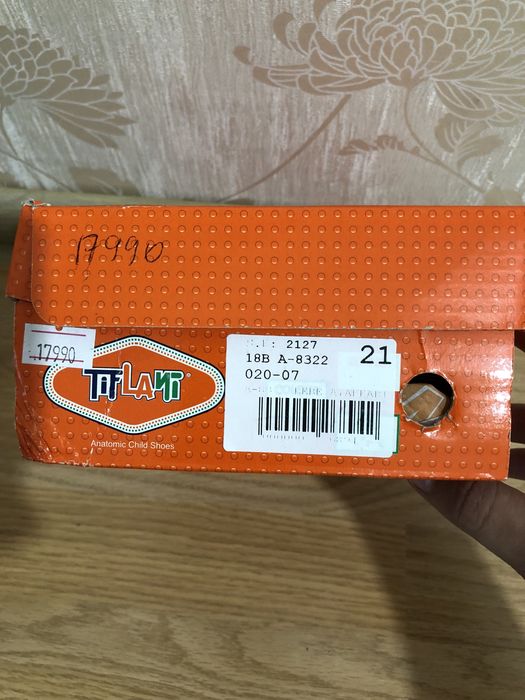 17990
17990
TiFLANi
Anatomic Child Shoes
2127
18B A-8322
21
020-07